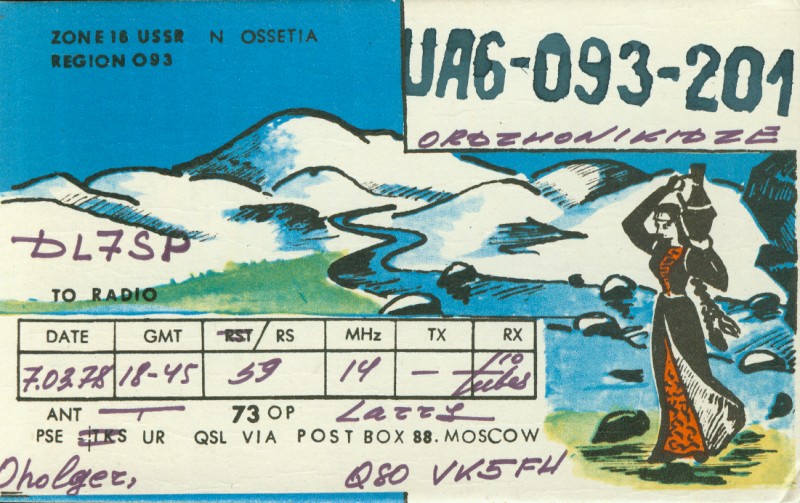 ZONE 16 USSR N OSSETIA
REGION 093
UA6-093-201
ORDZHONIKIDZE
DL7SP
TO RADIO
DATE GMT RST/RS MHz TX RX
7.03.78 18-45 59 14 — 10 tubes
ANT — 73 OP Larry
PSE TKS UR QSL VIA POST BOX 88. MOSCOW
Dholger, QSO VK5FH